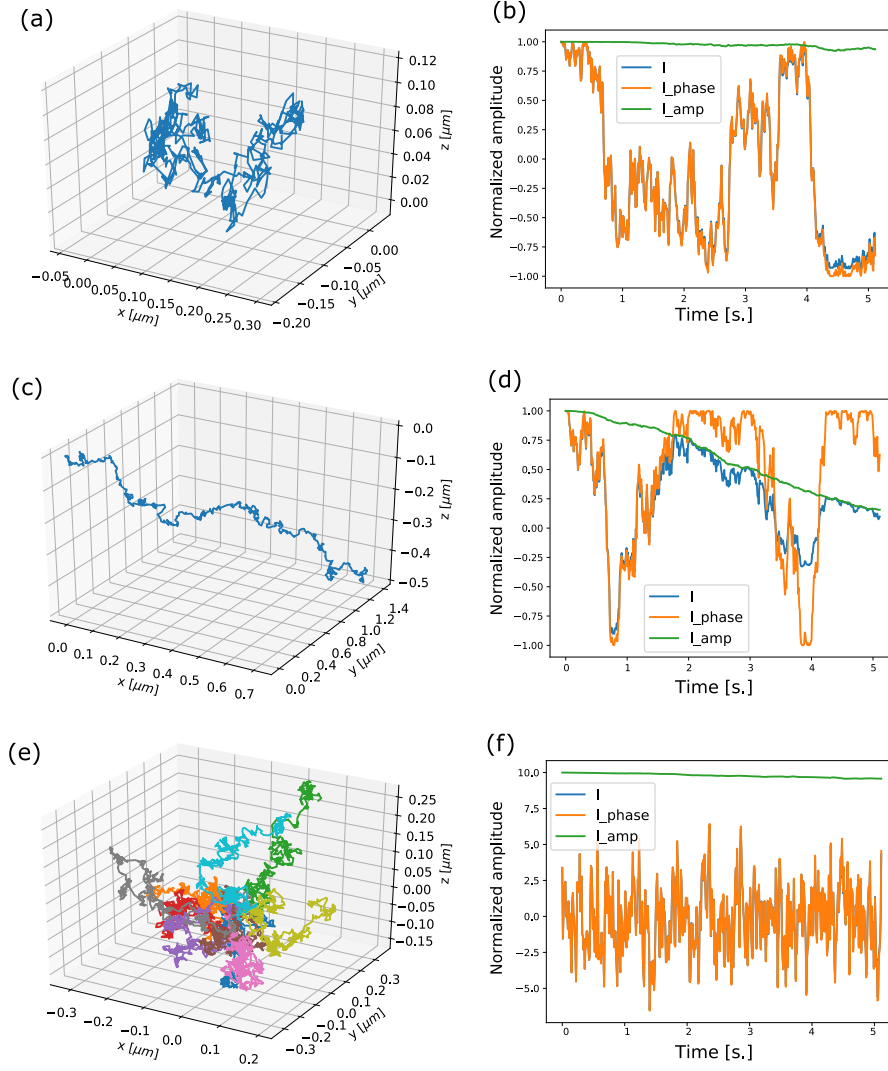 (a)
0.12
0.10
0.08
0.06
0.04
0.02
0.00
z [μm]
−0.05
0.00
0.05
0.10
0.15
0.20
0.25
0.30
x [μm]
−0.20
−0.15
−0.10
−0.05
0.00
y [μm]
(b)
1.00
0.75
0.50
0.25
0.00
−0.25
−0.50
−0.75
−1.00
Normalized amplitude
I
I_phase
I_amp
0 1 2 3 4 5
Time [s.]
(c)
0.0
−0.1
−0.2
−0.3
−0.4
−0.5
z [μm]
0.0
0.1
0.2
0.3
0.4
0.5
0.6
0.7
x [μm]
0.0
0.2
0.4
0.6
0.8
1.0
1.2
1.4
y [μm]
(d)
1.00
0.75
0.50
0.25
0.00
−0.25
−0.50
−0.75
−1.00
Normalized amplitude
I
I_phase
I_amp
0 1 2 3 4 5
Time [s.]
(e)
0.25
0.20
0.15
0.10
0.05
0.00
−0.05
−0.10
−0.15
z [μm]
−0.3
−0.2
−0.1
0.0
0.1
0.2
x [μm]
−0.3
−0.2
−0.1
0.0
0.1
0.2
0.3
y [μm]
(f)
10.0
7.5
5.0
2.5
0.0
−2.5
−5.0
Normalized amplitude
I
I_phase
I_amp
0 1 2 3 4 5
Time [s.]